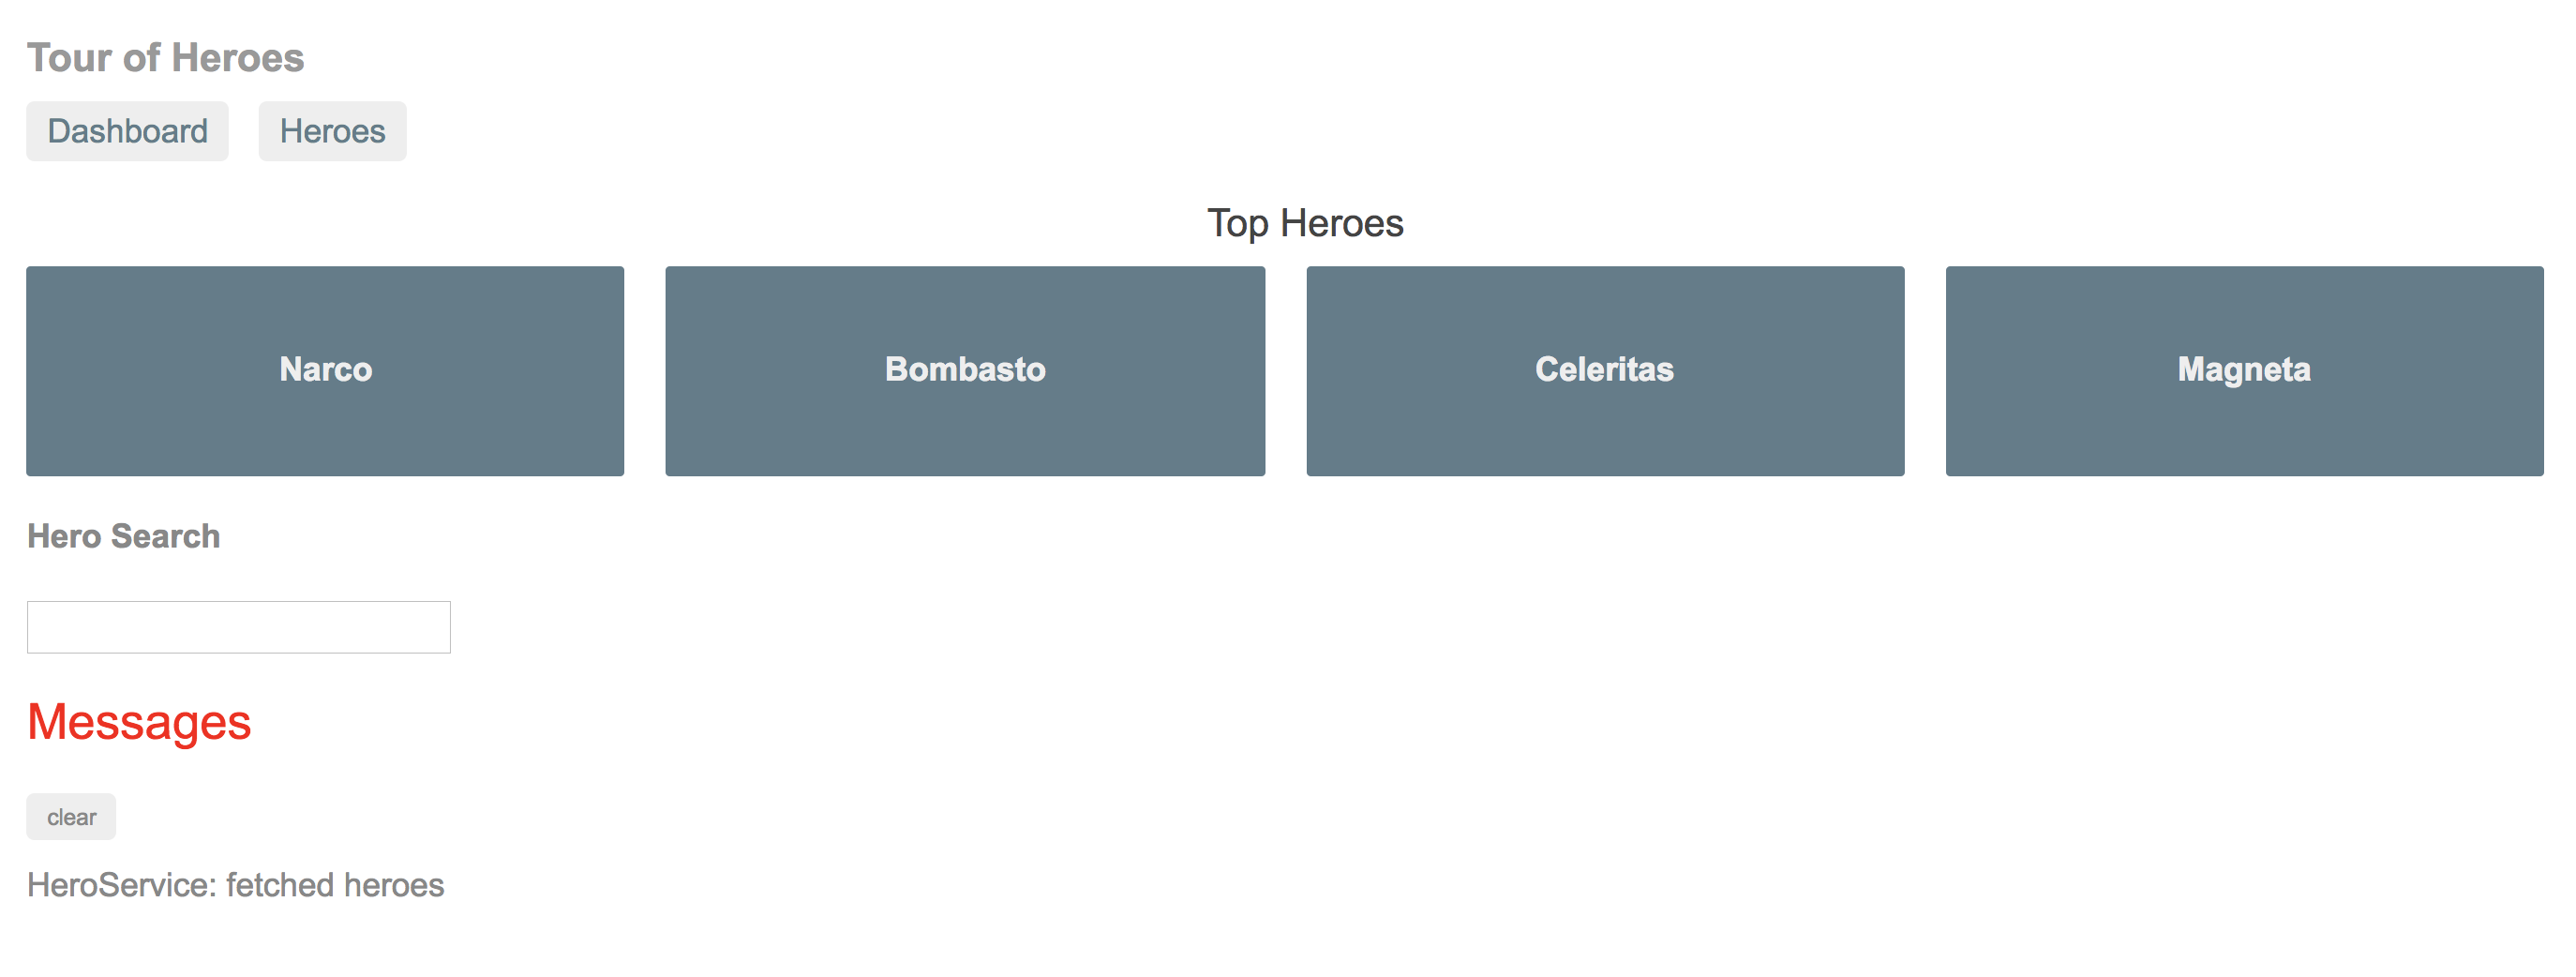 Tour of Heroes
Dashboard Heroes
Top Heroes
Narco Bombasto Celeritas Magneta
Hero Search
Messages
clear
HeroService: fetched heroes